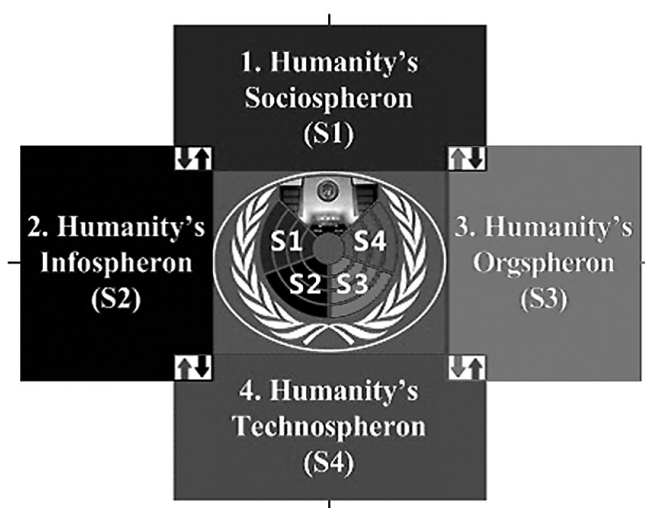 1. Humanity's
Sociospheron
(S1)
2. Humanity's
Infospheron
(S2)
3. Humanity's
Orgspheron
(S3)
S1
S4
S2
S3
4. Humanity's
Technospheron
(S4)